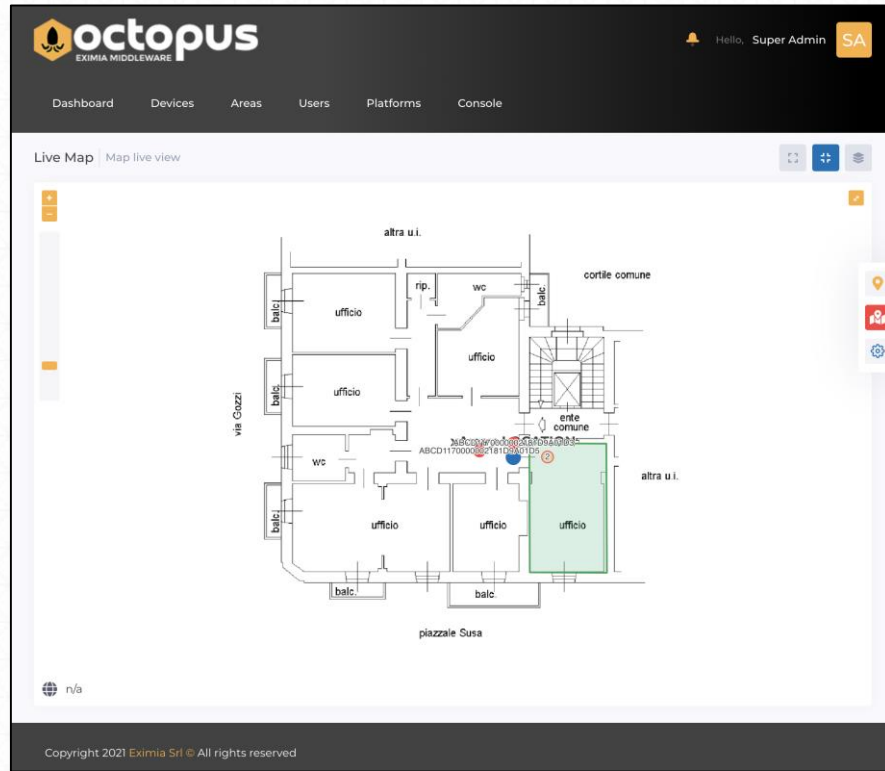 octopus
EXIMIA MIDDLEWARE
Hello, Super Admin SA
Dashboard Devices Areas Users Platforms Console
Live Map Map live view
+
−
altra u.i.
cortile comune
rip.
wc
balc.
balc.
ufficio
ufficio
balc.
ufficio
via Gozzi
ente
comune
ABCD1170000002181D9A01D5
2
wc
altra u.i.
balc.
ufficio
ufficio
ufficio
balc.
balc.
piazzale Susa
n/a
Copyright 2021 Eximia Srl © All rights reserved